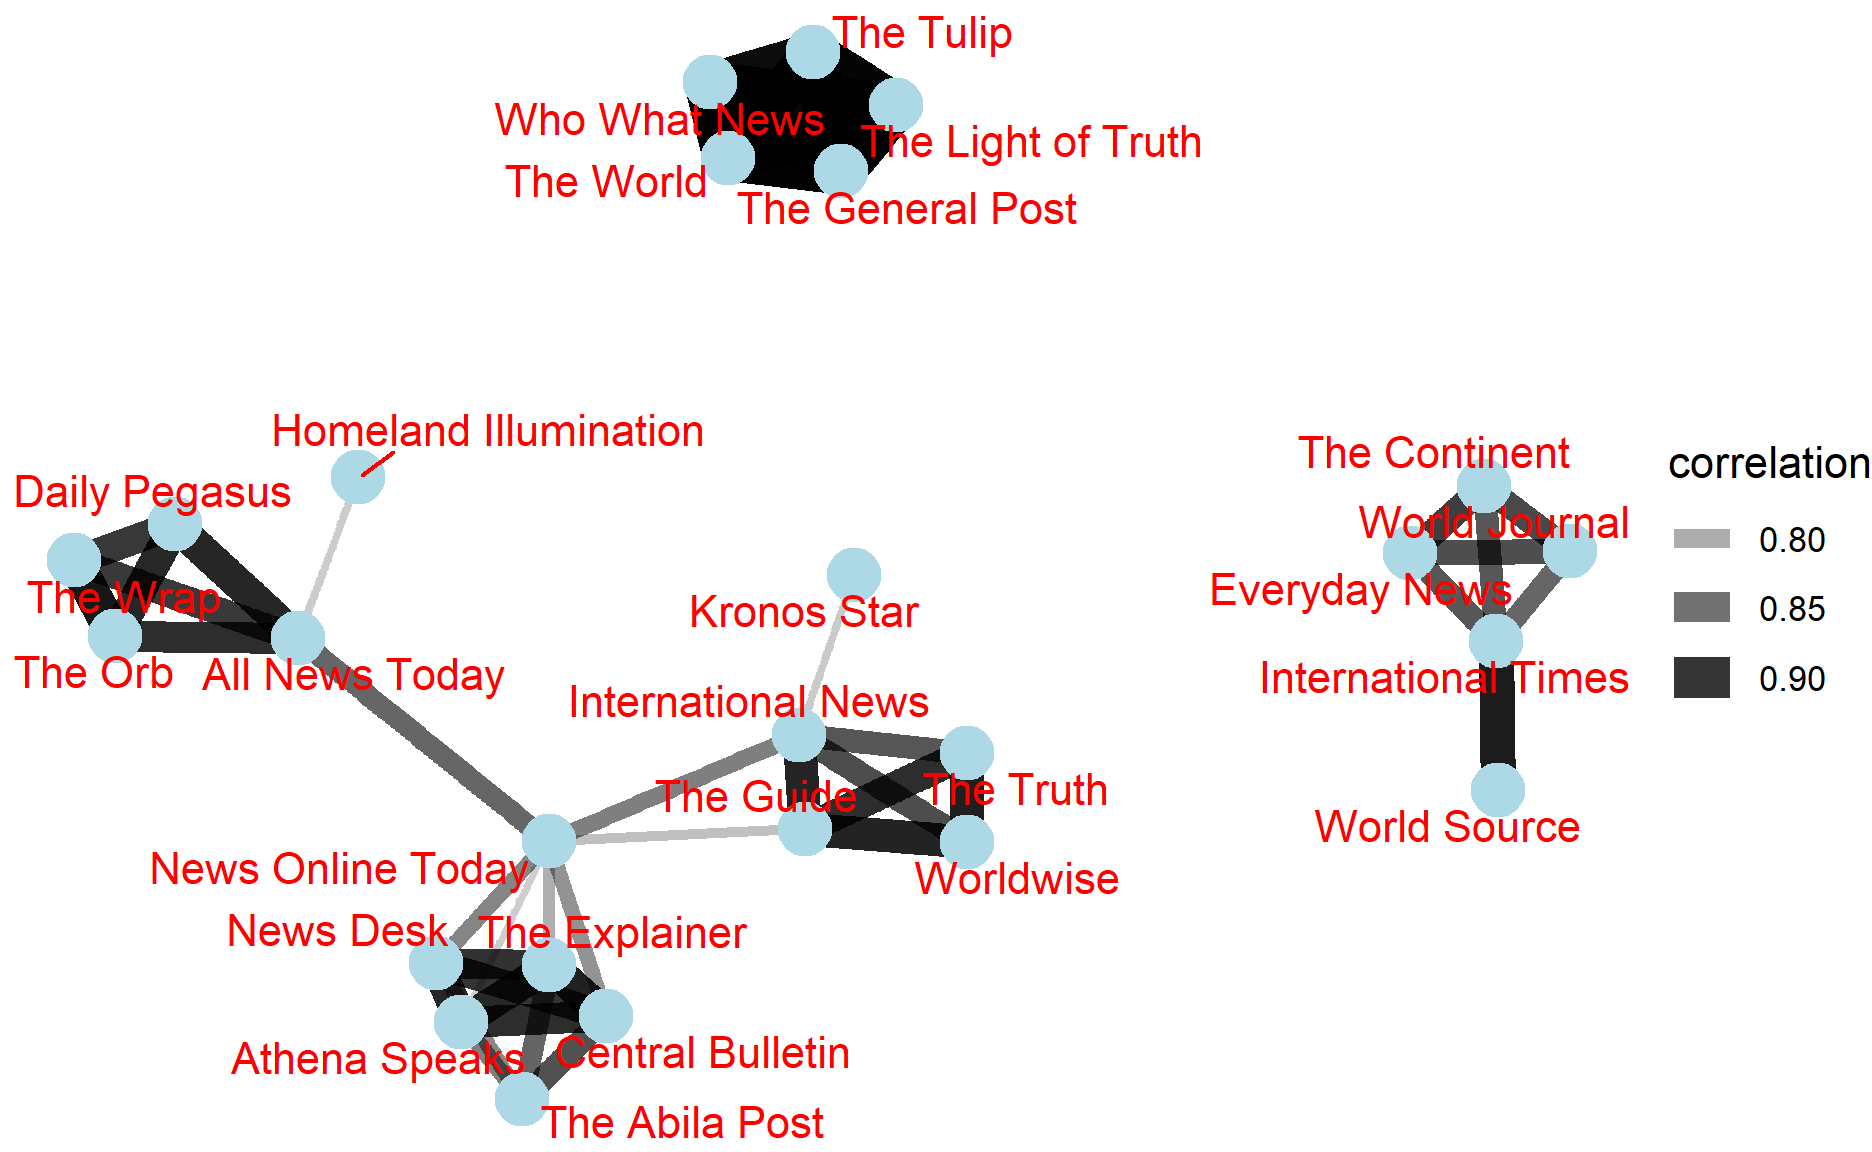 The Tulip
Who What News
The Light of Truth
The World
The General Post
Homeland Illumination
Daily Pegasus
The Wrap
The Orb
All News Today
Kronos Star
International News
The Guide
The Truth
Worldwise
News Online Today
News Desk
The Explainer
Athena Speaks
Central Bulletin
The Abila Post
The Continent
World Journal
Everyday News
International Times
World Source
correlation
0.80
0.85
0.90